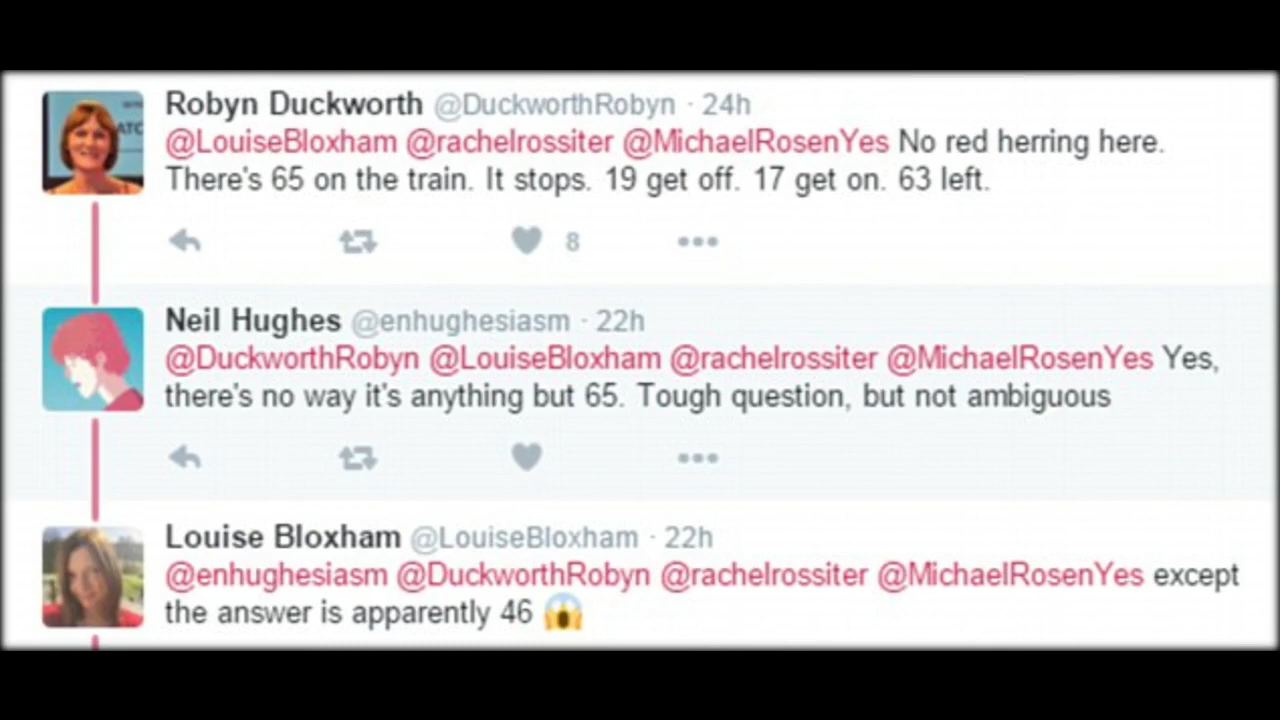 Robyn Duckworth @DuckworthRobyn · 24h
@LouiseBloxham @rachelrossiter @MichaelRosenYes No red herring here.
There's 65 on the train. It stops. 19 get off. 17 get on. 63 left.
8
Neil Hughes @enhughesiasm · 22h
@DuckworthRobyn @LouiseBloxham @rachelrossiter @MichaelRosenYes Yes,
there's no way it's anything but 65. Tough question, but not ambiguous
Louise Bloxham @LouiseBloxham · 22h
@enhughesiasm @DuckworthRobyn @rachelrossiter @MichaelRosenYes except
the answer is apparently 46 😱